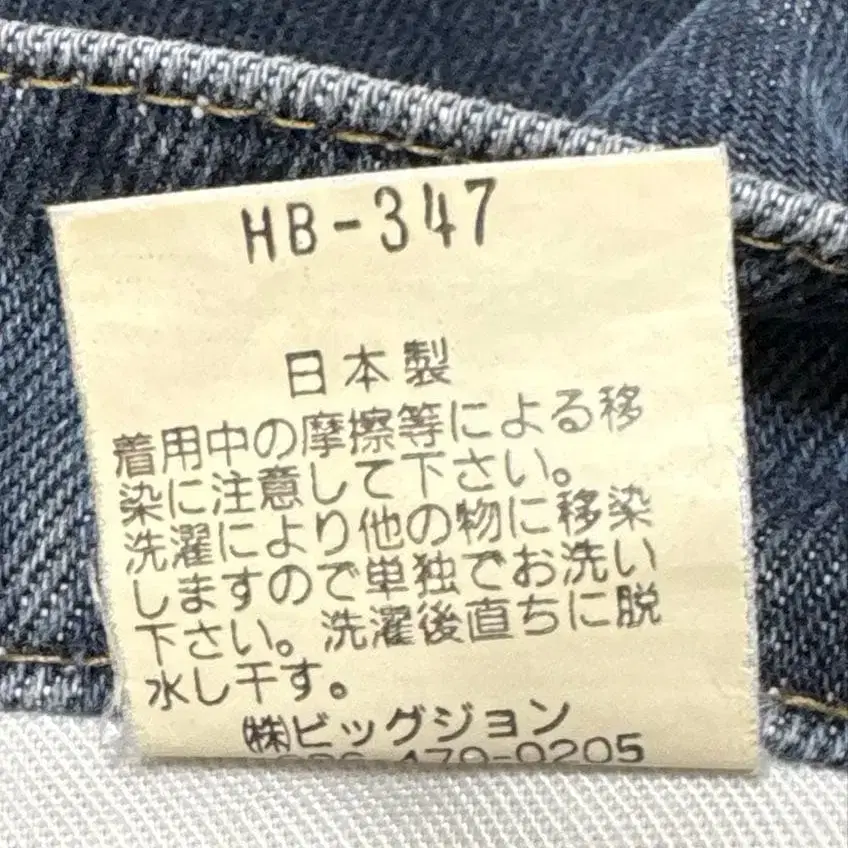 HB-347
日本製
着用中の摩擦等による移
染に注意して下さい。
洗濯により他の物に移染
しますので単独でお洗い
下さい。洗濯後直ちに脱
水し干す。
㈱ビッグジョン
479-0205